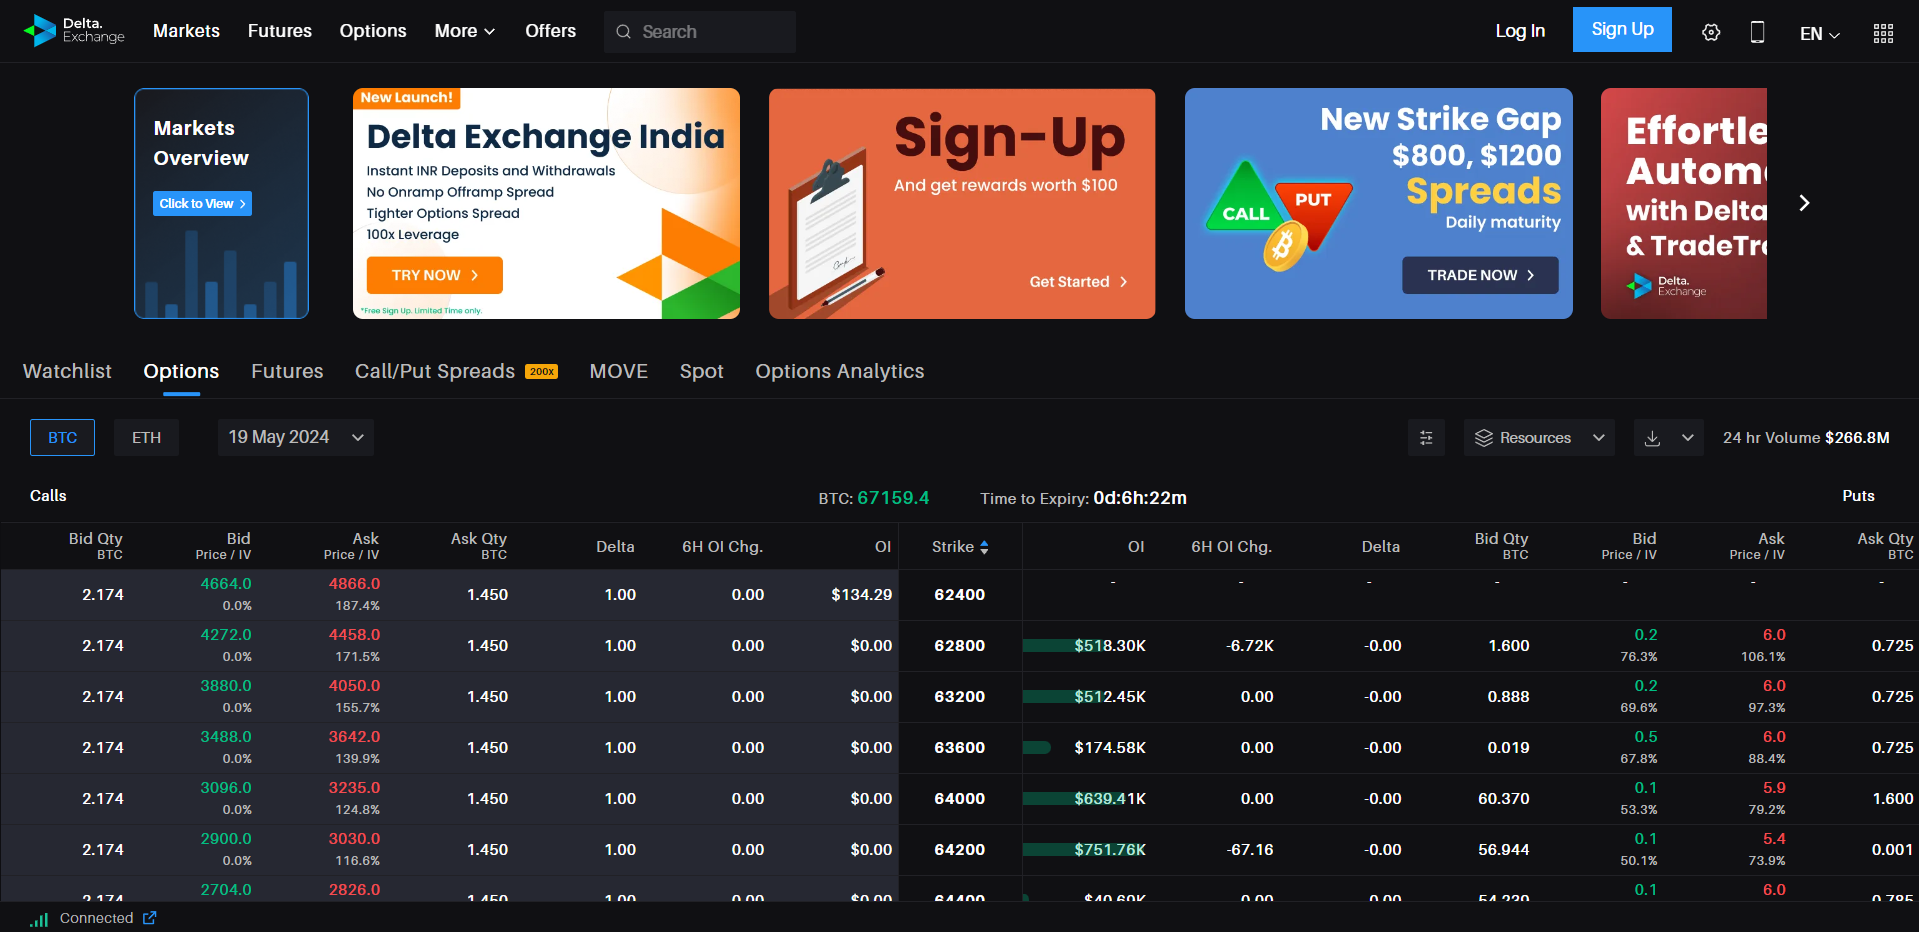 Delta.
Exchange
Markets Futures Options More Offers Search Log In Sign Up EN
Markets
Overview
Click to View
New Launch!
Delta Exchange India
Instant INR Deposits and Withdrawals
No Onramp Offramp Spread
Tighter Options Spread
100x Leverage
TRY NOW
*Free Sign Up. Limited Time only.
Sign-Up
And get rewards worth $100
Get Started
CALL
PUT
New Strike Gap
$800, $1200
Spreads
Daily maturity
TRADE NOW
Effortle
Automa
with Delta
& TradeTr
Delta.
Exchange
Watchlist Options Futures Call/Put Spreads 200x MOVE Spot Options Analytics
BTC ETH 19 May 2024 Resources 24 hr Volume $266.8M
Calls BTC: 67159.4 Time to Expiry: 0d:6h:22m Puts
Bid Qty Bid Ask Ask Qty Delta 6H OI Chg. OI Strike OI 6H OI Chg. Delta Bid Qty Bid Ask Ask Qty
BTC Price / IV Price / IV BTC BTC Price / IV Price / IV BTC
2.174 4664.0 4866.0 1.450 1.00 0.00 $134.29 62400 - - - - - - -
0.0% 187.4%
2.174 4272.0 4458.0 1.450 1.00 0.00 $0.00 62800 $518.30K -6.72K -0.00 1.600 0.2 6.0 0.725
0.0% 171.5% 76.3% 106.1%
2.174 3880.0 4050.0 1.450 1.00 0.00 $0.00 63200 $512.45K 0.00 -0.00 0.888 0.2 6.0 0.725
0.0% 155.7% 69.6% 97.3%
2.174 3488.0 3642.0 1.450 1.00 0.00 $0.00 63600 $174.58K 0.00 -0.00 0.019 0.5 6.0 0.725
0.0% 139.9% 67.8% 88.4%
2.174 3096.0 3235.0 1.450 1.00 0.00 $0.00 64000 $639.41K 0.00 -0.00 60.370 0.1 5.9 1.600
0.0% 124.8% 53.3% 79.2%
2.174 2900.0 3030.0 1.450 1.00 0.00 $0.00 64200 $751.76K -67.16 -0.00 56.944 0.1 5.4 0.001
0.0% 116.6% 50.1% 73.9%
2704.0 2826.0 0.1 6.0
Connected